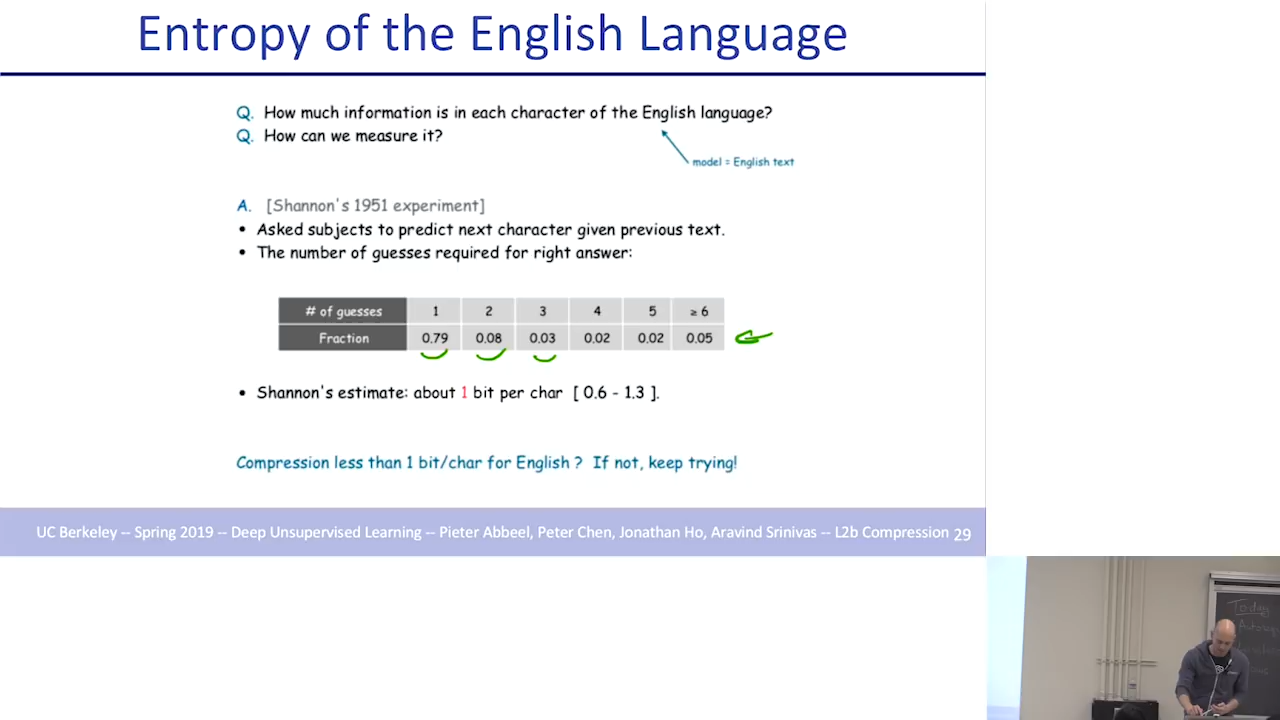 Entropy of the English Language
Q. How much information is in each character of the English language?
Q. How can we measure it?
model = English text
A. [Shannon's 1951 experiment]
• Asked subjects to predict next character given previous text.
• The number of guesses required for right answer:
# of guesses 1 2 3 4 5 ≥ 6
Fraction 0.79 0.08 0.03 0.02 0.02 0.05
• Shannon's estimate: about 1 bit per char [ 0.6 - 1.3 ].
Compression less than 1 bit/char for English ? If not, keep trying!
UC Berkeley -- Spring 2019 -- Deep Unsupervised Learning -- Pieter Abbeel, Peter Chen, Jonathan Ho, Aravind Srinivas -- L2b Compression 29
Today